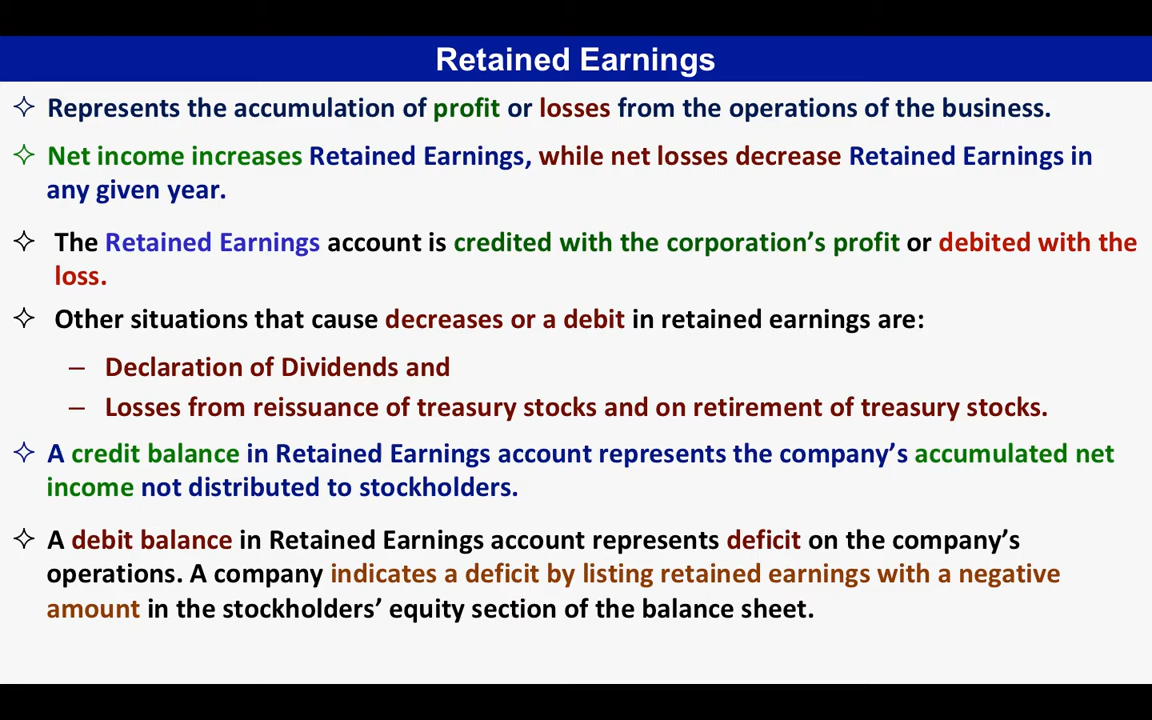 Retained Earnings
Represents the accumulation of profit or losses from the operations of the business.
Net income increases Retained Earnings, while net losses decrease Retained Earnings in
any given year.
The Retained Earnings account is credited with the corporation’s profit or debited with the
loss.
Other situations that cause decreases or a debit in retained earnings are:
– Declaration of Dividends and
– Losses from reissuance of treasury stocks and on retirement of treasury stocks.
A credit balance in Retained Earnings account represents the company’s accumulated net
income not distributed to stockholders.
A debit balance in Retained Earnings account represents deficit on the company’s
operations. A company indicates a deficit by listing retained earnings with a negative
amount in the stockholders’ equity section of the balance sheet.